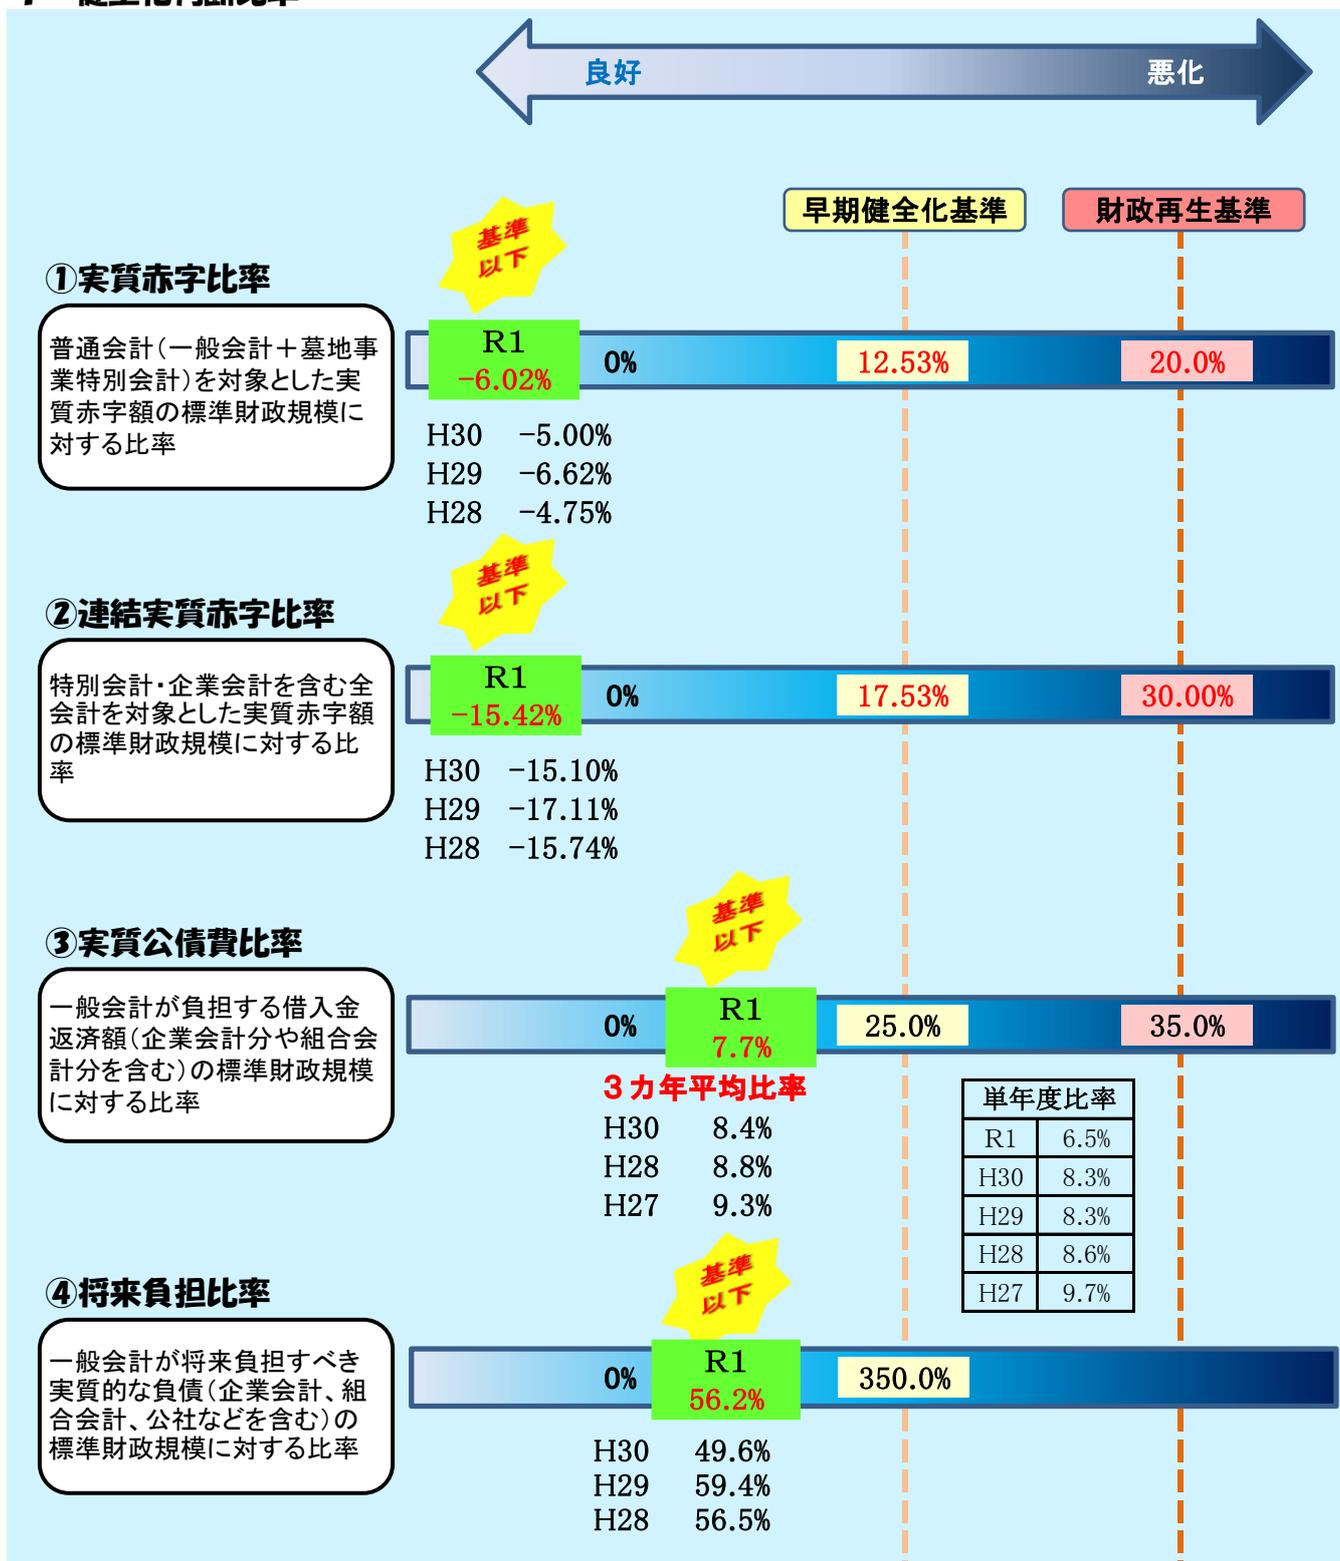 良好 悪化
早期健全化基準 財政再生基準
基準
以下
①実質赤字比率
普通会計(一般会計＋墓地事
業特別会計)を対象とした実
質赤字額の標準財政規模に
対する比率
R1
-6.02%
0%
12.53%
20.0%
H30 -5.00%
H29 -6.62%
H28 -4.75%
基準
以下
②連結実質赤字比率
特別会計・企業会計を含む全
会計を対象とした実質赤字額
の標準財政規模に対する比
率
R1
-15.42%
0%
17.53%
30.00%
H30 -15.10%
H29 -17.11%
H28 -15.74%
基準
以下
③実質公債費比率
一般会計が負担する借入金
返済額(企業会計分や組合会
計分を含む)の標準財政規模
に対する比率
0%
R1
7.7%
25.0%
35.0%
3カ年平均比率
H30 8.4%
H28 8.8%
H27 9.3%
単年度比率
R1 6.5%
H30 8.3%
H29 8.3%
H28 8.6%
H27 9.7%
基準
以下
④将来負担比率
一般会計が将来負担すべき
実質的な負債(企業会計、組
合会計、公社などを含む)の
標準財政規模に対する比率
0%
R1
56.2%
350.0%
H30 49.6%
H29 59.4%
H28 56.5%